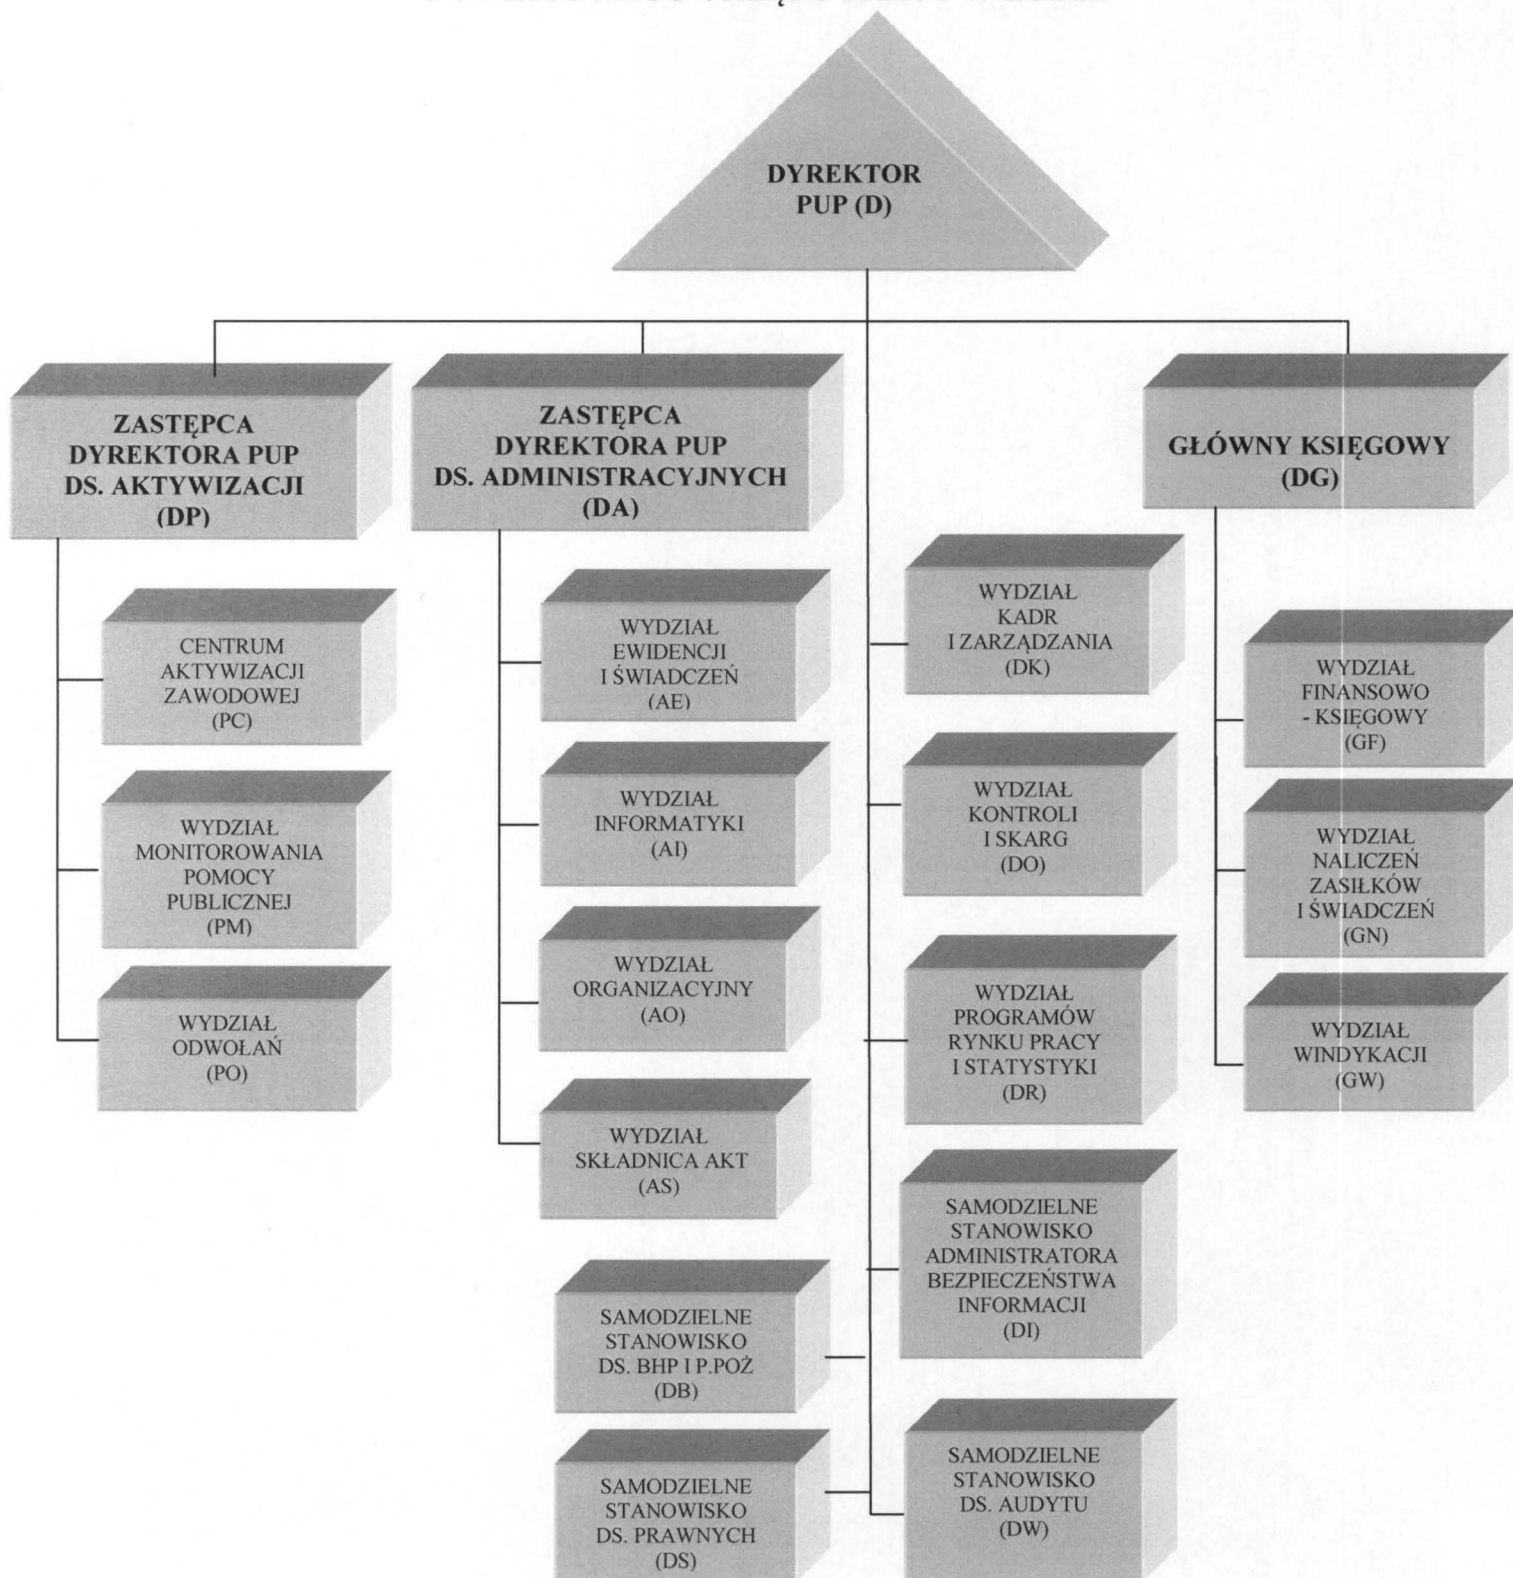 DYREKTOR
PUP (D)
ZASTĘPCA
DYREKTORA PUP
DS. AKTYWIZACJI
(DP)
ZASTĘPCA
DYREKTORA PUP
DS. ADMINISTRACYJNYCH
(DA)
GŁÓWNY KSIĘGOWY
(DG)
CENTRUM
AKTYWIZACJI
ZAWODOWEJ
(PC)
WYDZIAŁ
MONITOROWANIA
POMOCY
PUBLICZNEJ
(PM)
WYDZIAŁ
ODWOŁAŃ
(PO)
WYDZIAŁ
EWIDENCJI
I ŚWIADCZEŃ
(AE)
WYDZIAŁ
INFORMATYKI
(AI)
WYDZIAŁ
ORGANIZACYJNY
(AO)
WYDZIAŁ
SKŁADNICA AKT
(AS)
SAMODZIELNE
STANOWISKO
DS. BHP I P.POŻ
(DB)
SAMODZIELNE
STANOWISKO
DS. PRAWNYCH
(DS)
WYDZIAŁ
KADR
I ZARZĄDZANIA
(DK)
WYDZIAŁ
KONTROLI
I SKARG
(DO)
WYDZIAŁ
PROGRAMÓW
RYNKU PRACY
I STATYSTYKI
(DR)
SAMODZIELNE
STANOWISKO
ADMINISTRATORA
BEZPIECZEŃSTWA
INFORMACJI
(DI)
SAMODZIELNE
STANOWISKO
DS. AUDYTU
(DW)
WYDZIAŁ
FINANSOWO
- KSIĘGOWY
(GF)
WYDZIAŁ
NALICZEŃ
ZASIŁKÓW
I ŚWIADCZEŃ
(GN)
WYDZIAŁ
WINDYKACJI
(GW)